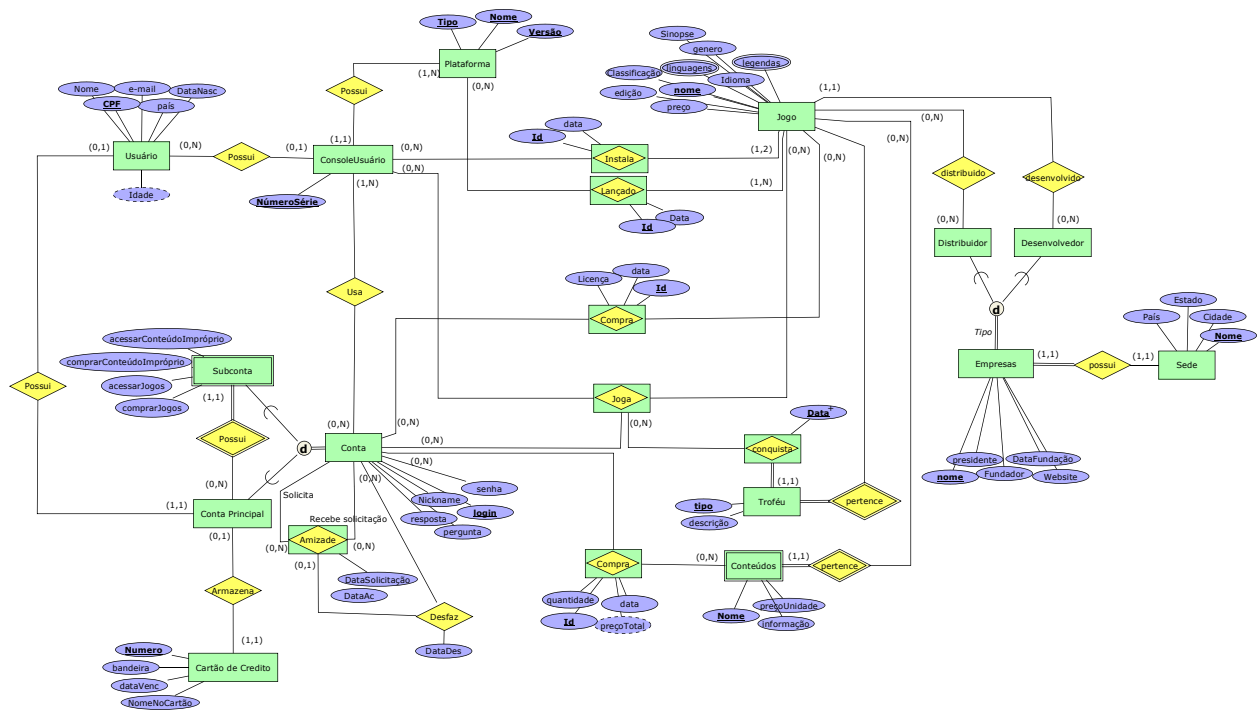 Tipo
Nome
Versão
Plataforma
(1,N)
(0,N)
Possui
(1,1)
Sinopse
genero
legendas
linguagens
Classificação
Idioma
nome
edição
preço
Jogo
(1,1)
(0,N)
(0,N)
Nome
e-mail
DataNasc
CPF
país
(0,1)
Usuário
(0,N)
Possui
(0,1)
ConsoleUsuário
(0,N)
(0,N)
(1,N)
NúmeroSérie
Idade
data
Id
Instala
(1,2)
(0,N)
(0,N)
Lançado
(1,N)
Data
Id
distribuido
desenvolvido
(0,N)
(0,N)
Distribuidor
Desenvolvedor
d
Tipo
Empresas
(1,1)
possui
(1,1)
Sede
País
Estado
Cidade
Nome
presidente
DataFundação
nome
Fundador
Website
Usa
Licença
data
Id
Compra
acessarConteúdoImpróprio
comprarConteúdoImpróprio
acessarJogos
comprarJogos
Subconta
(1,1)
Possui
Possui
(0,N)
d
(0,N)
(0,N)
Conta
(0,N)
(0,N)
(0,N)
Joga
(0,N)
Data+
conquista
(1,1)
Troféu
tipo
descrição
pertence
(1,1)
Conta Principal
(0,1)
Solicita
Recebe solicitação
senha
Nickname
login
resposta
pergunta
Amizade
(0,N)
(0,N)
(0,1)
DataSolicitação
DataAc
Desfaz
DataDes
Armazena
(1,1)
Cartão de Credito
Numero
bandeira
dataVenc
NomeNoCartão
Compra
(0,N)
quantidade
data
Id
preçoTotal
Conteúdos
(1,1)
pertence
Nome
preçoUnidade
informação